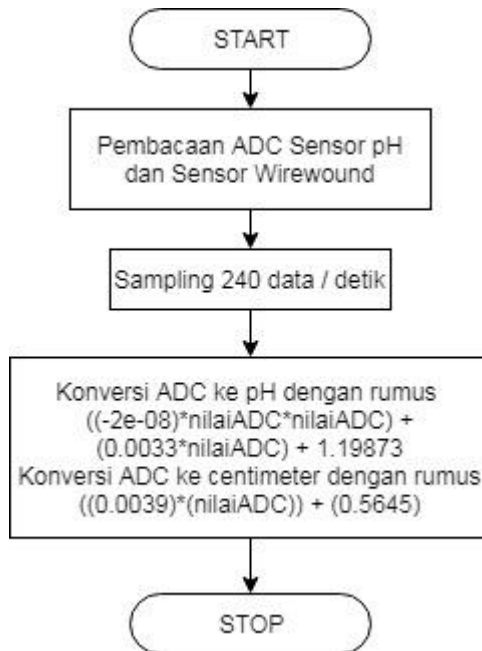 START
Pembacaan ADC Sensor pH
dan Sensor Wirewound
Sampling 240 data / detik
Konversi ADC ke pH dengan rumus
((-2e-08)*nilaiADC*nilaiADC) +
(0.0033*nilaiADC) + 1.19873
Konversi ADC ke centimeter dengan rumus
((0.0039)*(nilaiADC)) + (0.5645)
STOP